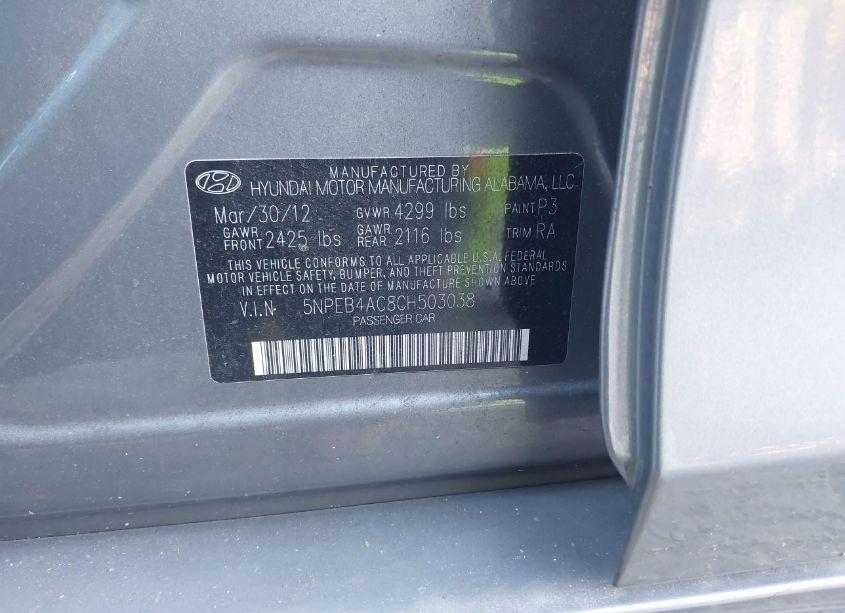 MANUFACTURED BY
HYUNDAI MOTOR MANUFACTURING ALABAMA, LLC
Mar/30/12 GVWR 4299 lbs PAINT P3
GAWR FRONT 2425 lbs GAWR REAR 2116 lbs TRIM RA
THIS VEHICLE CONFORMS TO ALL APPLICABLE U.S.A. FEDERAL
MOTOR VEHICLE SAFETY, BUMPER, AND THEFT PREVENTION STANDARDS
IN EFFECT ON THE DATE OF MANUFACTURE SHOWN ABOVE
V.I.N- 5NPEB4AC8CH503038
PASSENGER CAR